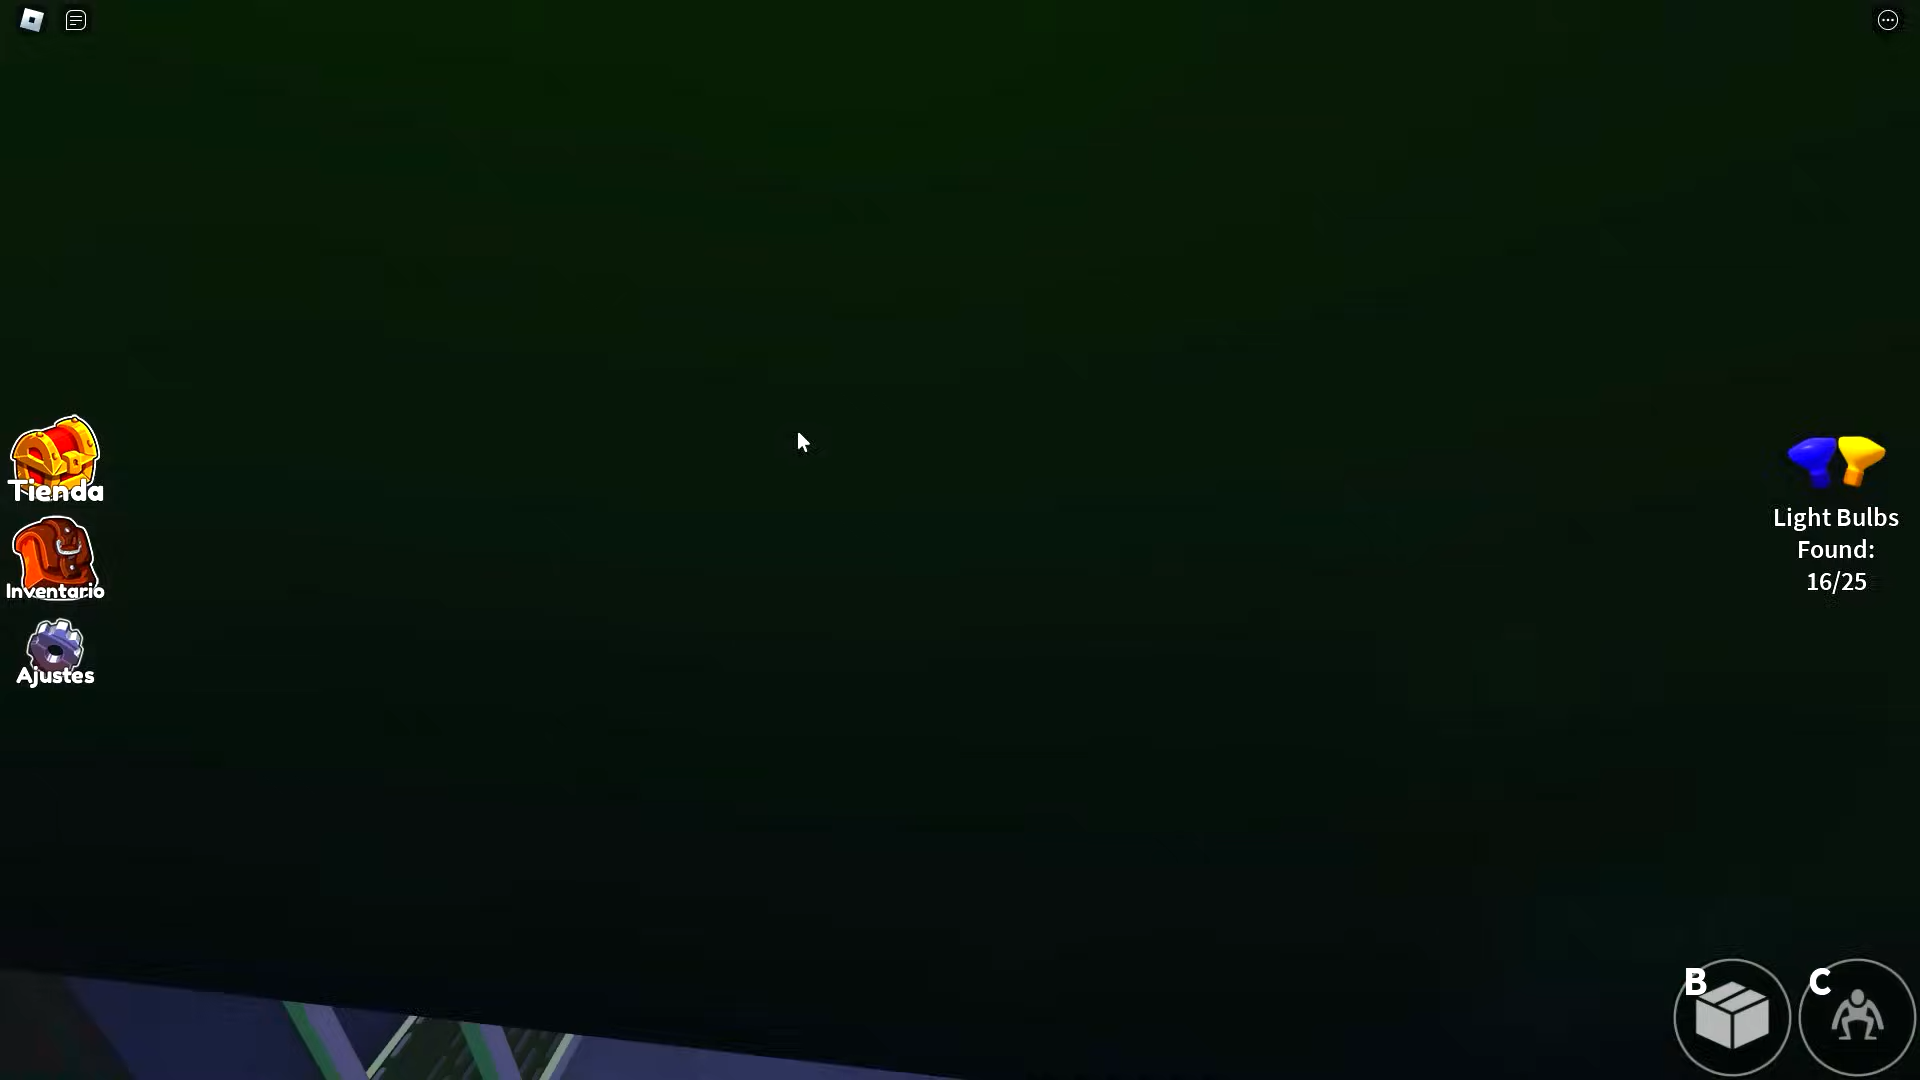 Tienda
Inventario
Ajustes
Light Bulbs
Found:
16/25
B
C